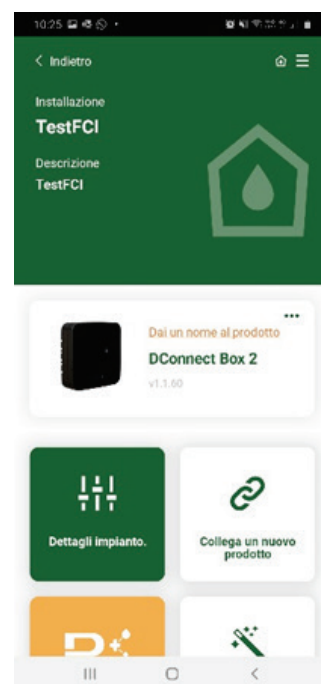 10:25
Indietro
Installazione
TestFCI
Descrizione
TestFCI
Dai un nome al prodotto
DConnect Box 2
v1.1.60
Dettagli impianto.
Collega un nuovo
prodotto